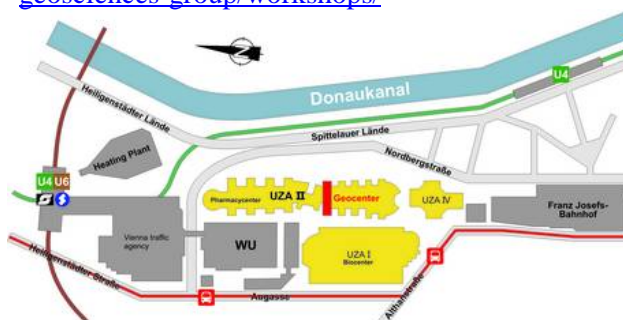 geosciences-group/workshops/
N
U4
Donaukanal
Heiligenstädter Lände
Spittelauer Lände
Heating Plant
Nordbergstraße
U4 U6
Pharmacycenter
UZA II
Geocenter
UZA IV
Franz Josefs-
Bahnhof
Vienna traffic
agency
WU
UZA I
Biocenter
Heiligenstädter Straße
Augasse
Althanstraße